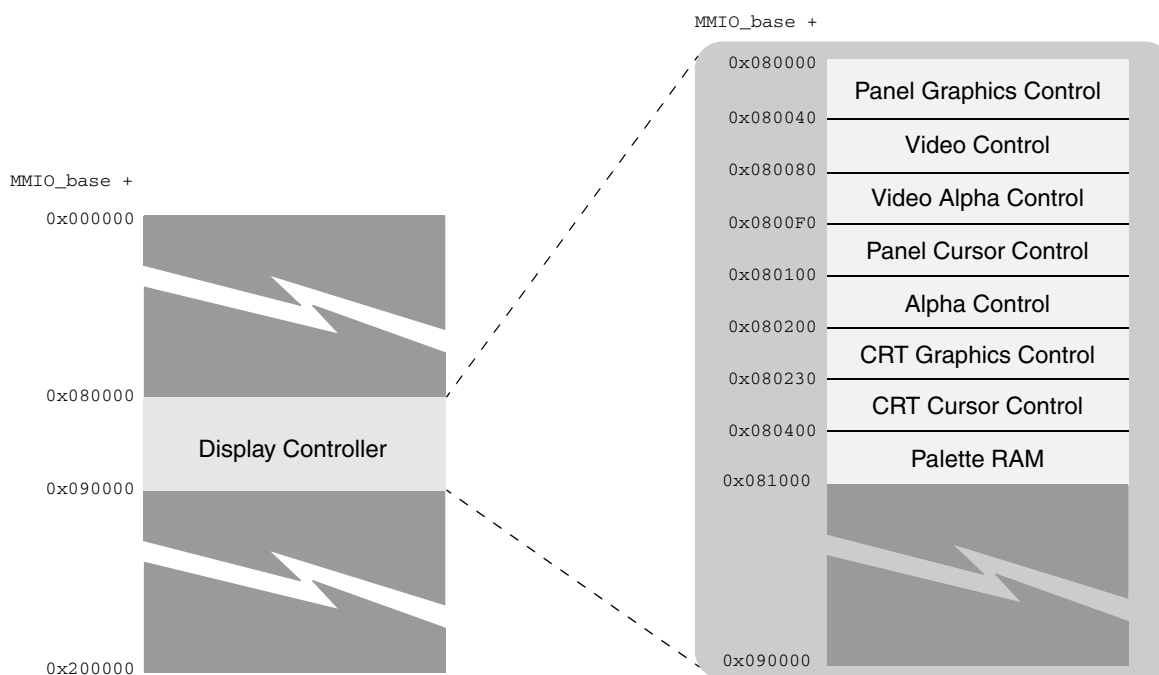 MMIO_base +
0x000000
0x080000
Display Controller
0x090000
0x200000
MMIO_base +
0x080000
Panel Graphics Control
0x080040
Video Control
0x080080
Video Alpha Control
0x0800F0
Panel Cursor Control
0x080100
Alpha Control
0x080200
CRT Graphics Control
0x080230
CRT Cursor Control
0x080400
Palette RAM
0x081000
0x090000